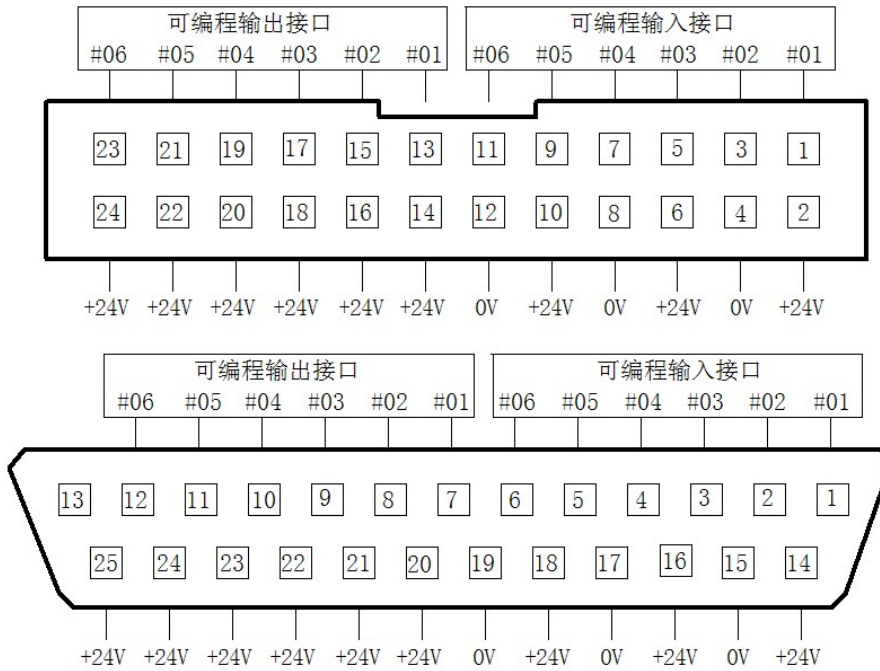 可编程输出接口 可编程输入接口
#06 #05 #04 #03 #02 #01 #06 #05 #04 #03 #02 #01
23 21 19 17 15 13 11 9 7 5 3 1
24 22 20 18 16 14 12 10 8 6 4 2
+24V +24V +24V +24V +24V +24V 0V +24V 0V +24V 0V +24V
可编程输出接口 可编程输入接口
#06 #05 #04 #03 #02 #01 #06 #05 #04 #03 #02 #01
13 12 11 10 9 8 7 6 5 4 3 2 1
25 24 23 22 21 20 19 18 17 16 15 14
+24V +24V +24V +24V +24V +24V 0V +24V 0V +24V 0V +24V